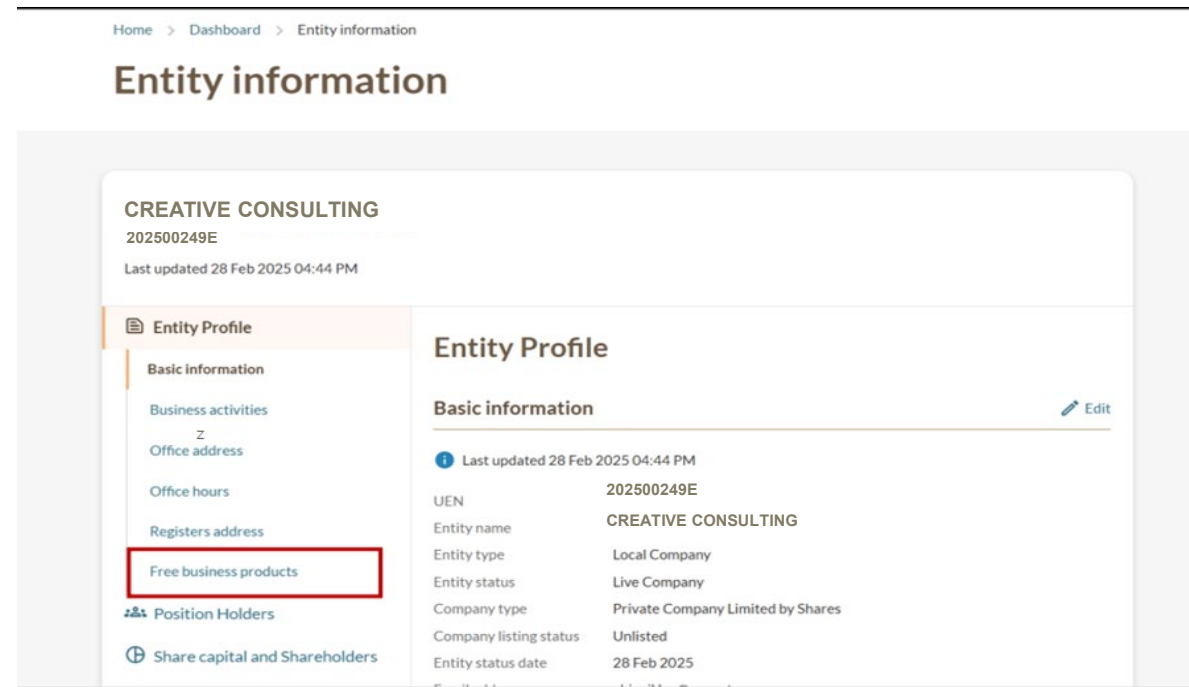 Home > Dashboard > Entity information
Entity information
CREATIVE CONSULTING
202500249E
Last updated 28 Feb 2025 04:44 PM
Entity Profile
Basic information
Business activities
Z
Office address
Office hours
Registers address
Free business products
Position Holders
Share capital and Shareholders
Entity Profile
Basic information
Edit
Last updated 28 Feb 2025 04:44 PM
UEN 202500249E
Entity name CREATIVE CONSULTING
Entity type Local Company
Entity status Live Company
Company type Private Company Limited by Shares
Company listing status Unlisted
Entity status date 28 Feb 2025